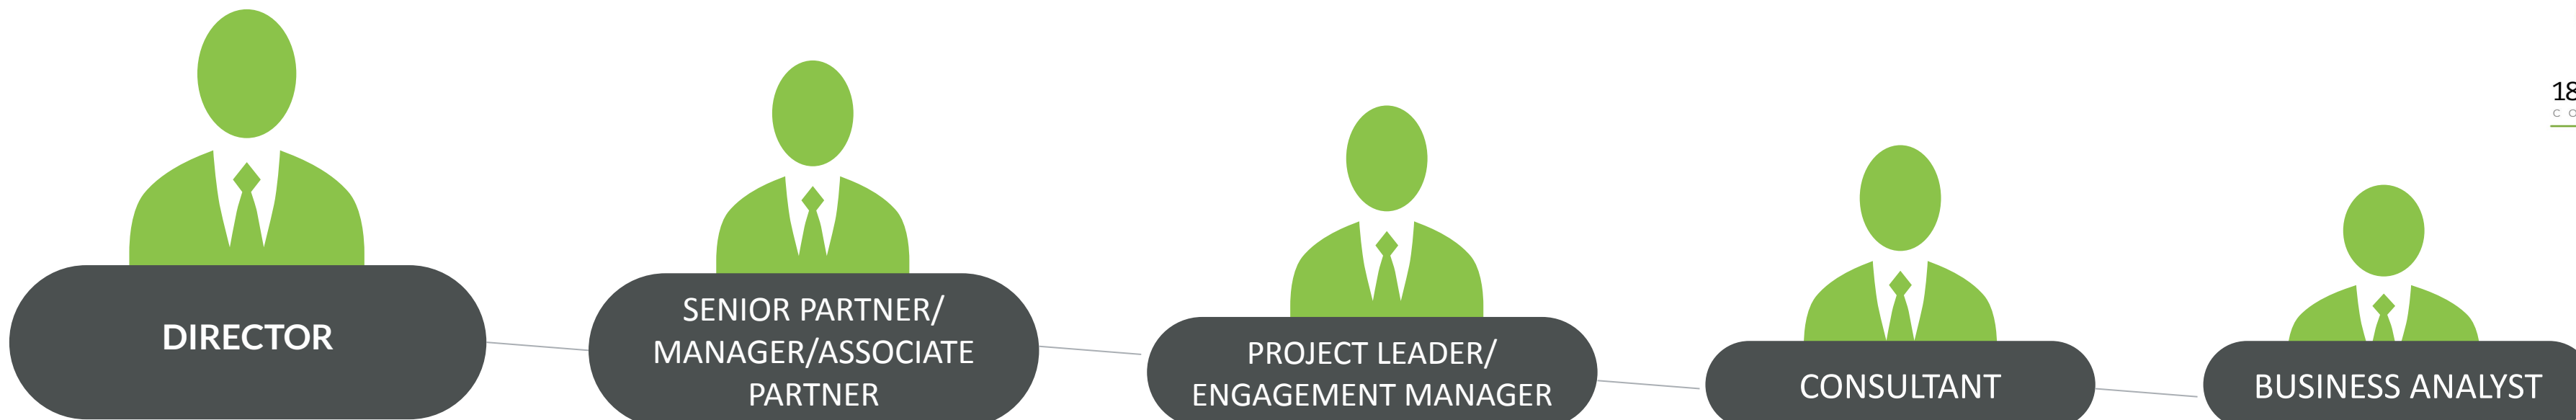 18
C O
DIRECTOR
SENIOR PARTNER/
MANAGER/ASSOCIATE
PARTNER
PROJECT LEADER/
ENGAGEMENT MANAGER
CONSULTANT
BUSINESS ANALYST